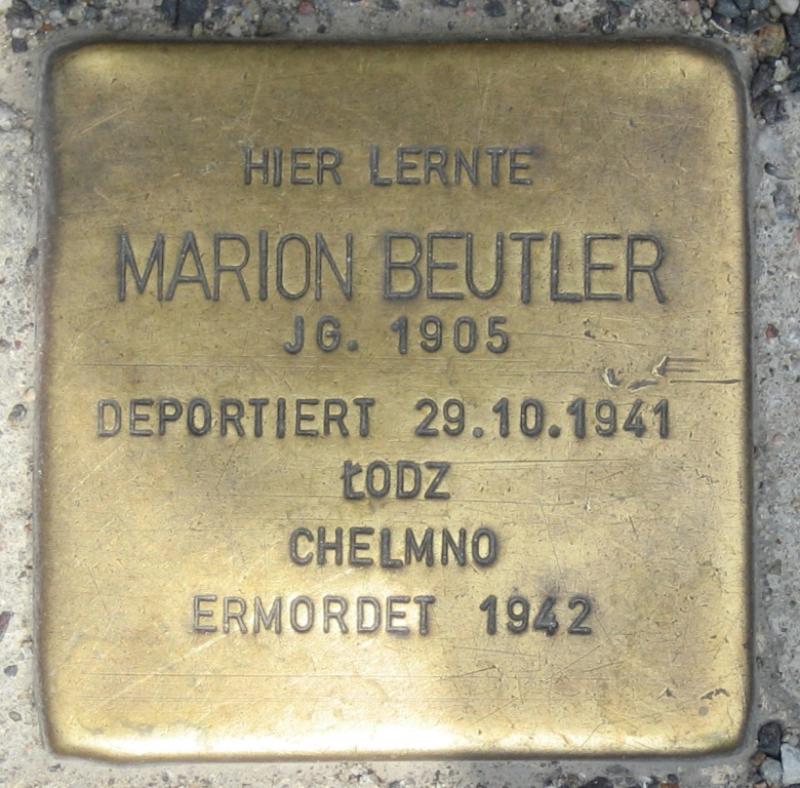 HIER LERNTE
MARION BEUTLER
JG. 1905
DEPORTIERT 29.10.1941
ŁODZ
CHELMNO
ERMORDET 1942